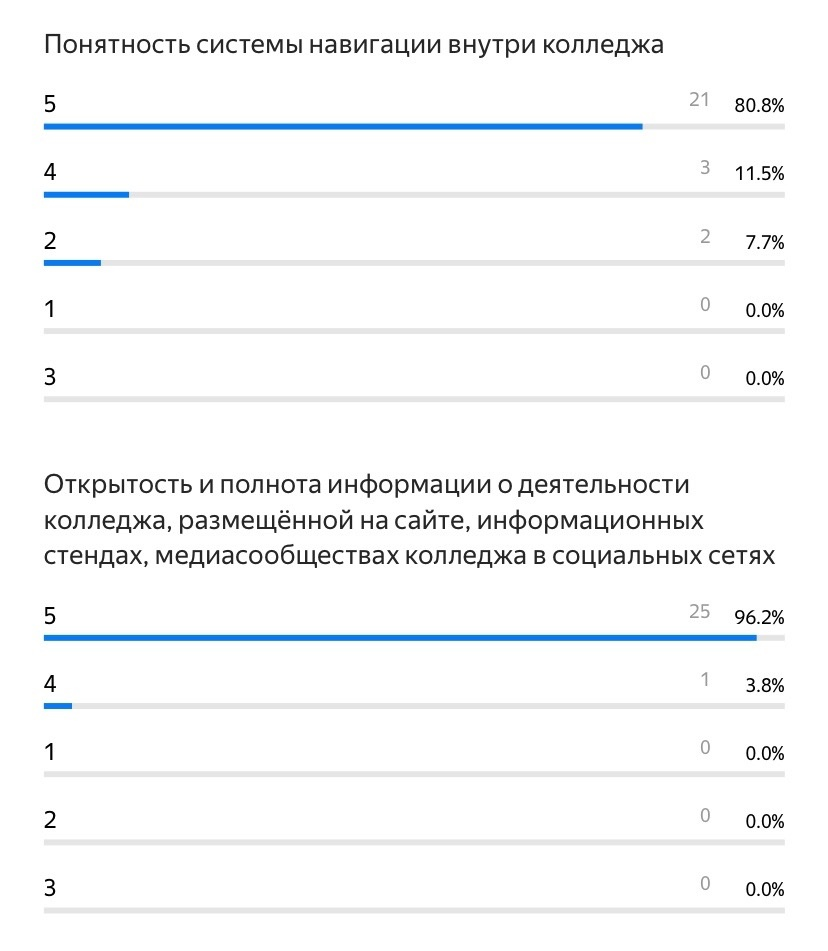 Понятность системы навигации внутри колледжа
5 21 80.8%
4 3 11.5%
2 2 7.7%
1 0 0.0%
3 0 0.0%
Открытость и полнота информации о деятельности
колледжа, размещённой на сайте, информационных
стендах, медиасообществах колледжа в социальных сетях
5 25 96.2%
4 1 3.8%
1 0 0.0%
2 0 0.0%
3 0 0.0%